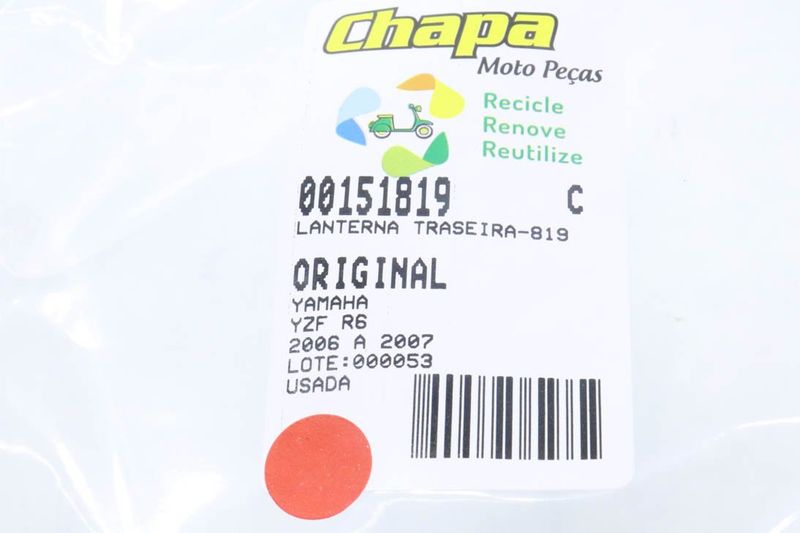 Chapa
Moto Peças
Recicle
Renove
Reutilize
00151819 C
LANTERNA TRASEIRA-819
ORIGINAL
YAMAHA
YZF R6
2006 A 2007
LOTE:000053
USADA